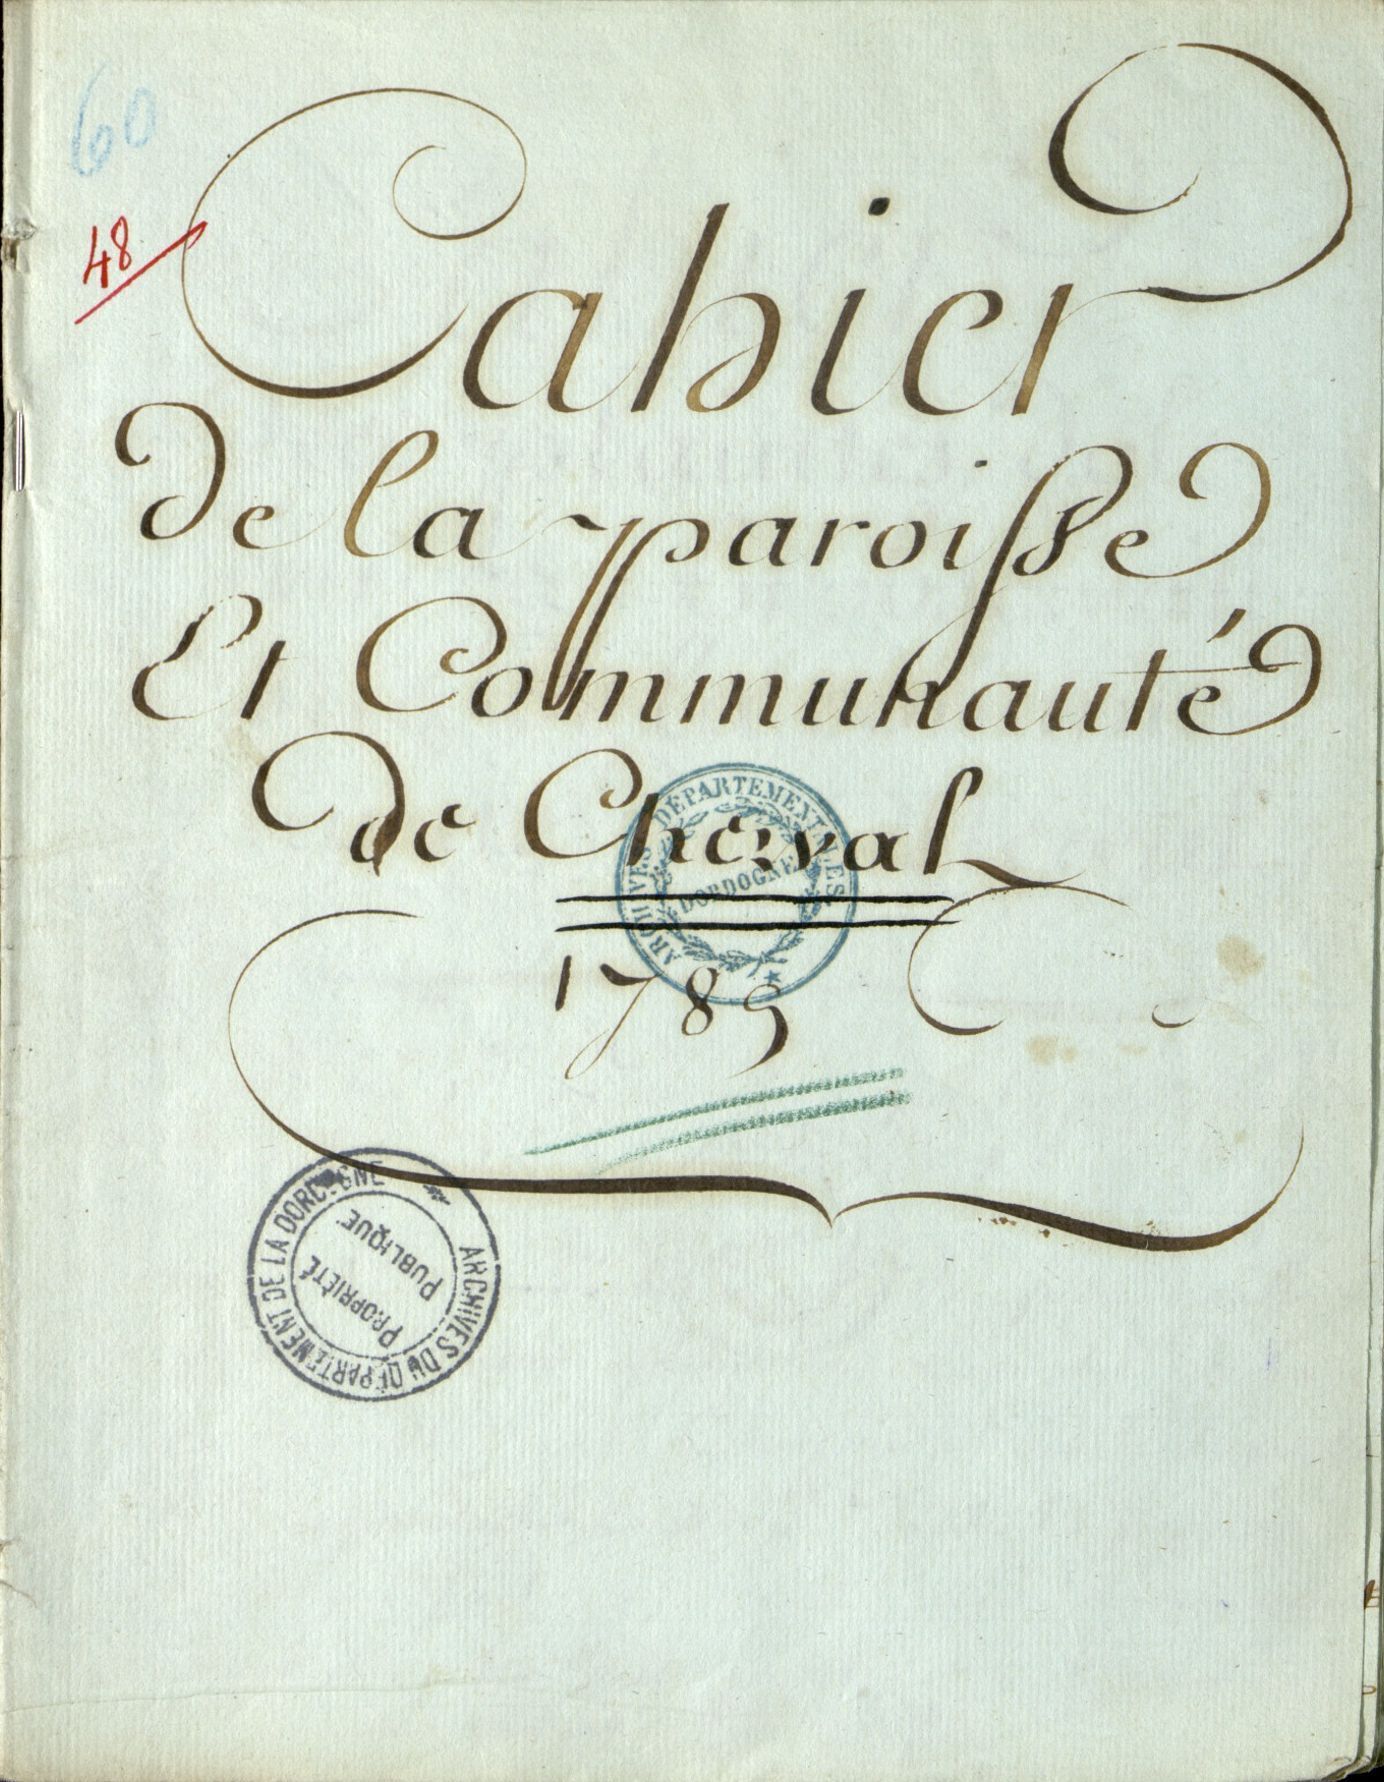 60
48
Cahier
de la paroisse
Et Communauté
de Cherval
1789
ARCHIVES DÉPARTEMENTALES
DORDOGNE
ARCHIVES DU DÉPARTEMENT DE LA DORDOGNE
PROPRIÉTÉ
PUBLIQUE